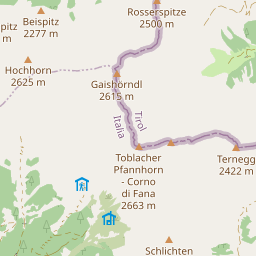 Rosserspitze
2500 m
Beispitz
2277 m
Hochhorn
2625 m
Gaishörndl
2615 m
Italia
Tirol
Toblacher
Pfannhorn
- Corno
di Fana
2663 m
Ternegg
2422 m
Schlichten